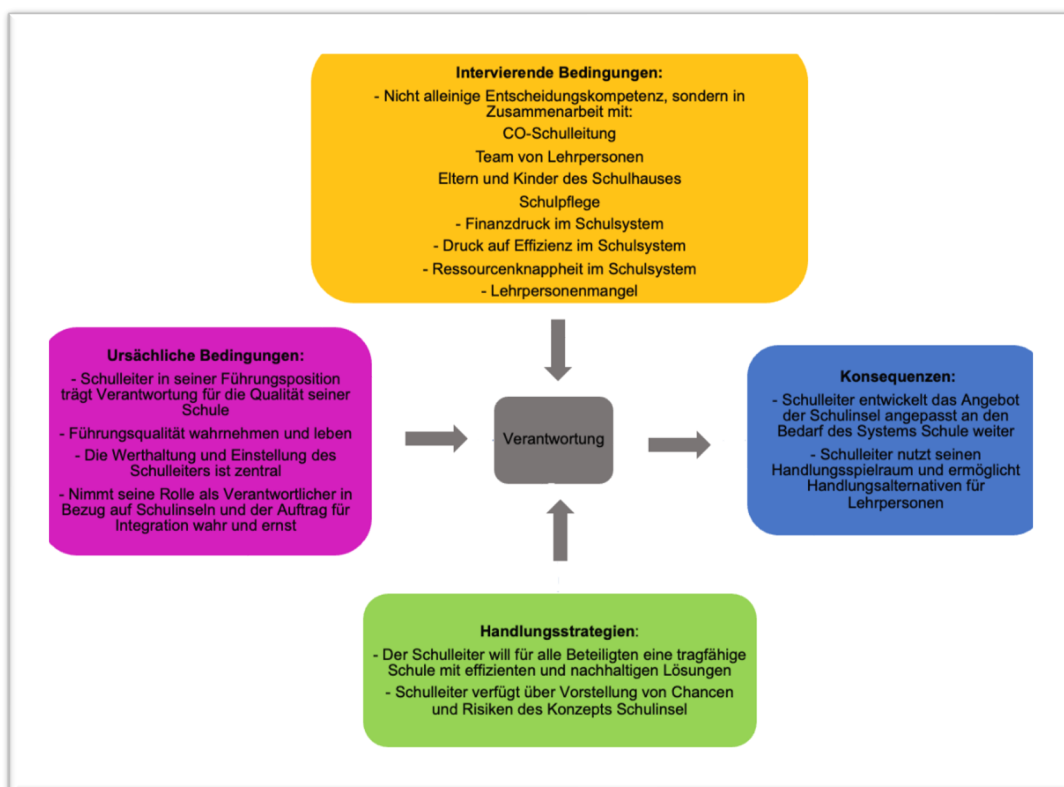 Intervierende Bedingungen:
- Nicht alleinige Entscheidungskompetenz, sondern in
Zusammenarbeit mit:
CO-Schulleitung
Team von Lehrpersonen
Eltern und Kinder des Schulhauses
Schulpflege
- Finanzdruck im Schulsystem
- Druck auf Effizienz im Schulsystem
- Ressourcenknappheit im Schulsystem
- Lehrpersonenmangel
Ursächliche Bedingungen:
- Schulleiter in seiner Führungsposition
trägt Verantwortung für die Qualität seiner
Schule
- Führungsqualität wahrnehmen und leben
- Die Werthaltung und Einstellung des
Schulleiters ist zentral
- Nimmt seine Rolle als Verantwortlicher in
Bezug auf Schulinseln und der Auftrag für
Integration wahr und ernst
Verantwortung
Konsequenzen:
- Schulleiter entwickelt das Angebot
der Schulinsel angepasst an den
Bedarf des Systems Schule weiter
- Schulleiter nutzt seinen
Handlungsspielraum und ermöglicht
Handlungsalternativen für
Lehrpersonen
Handlungsstrategien:
- Der Schulleiter will für alle Beteiligten eine tragfähige
Schule mit effizienten und nachhaltigen Lösungen
- Schulleiter verfügt über Vorstellung von Chancen
und Risiken des Konzepts Schulinsel